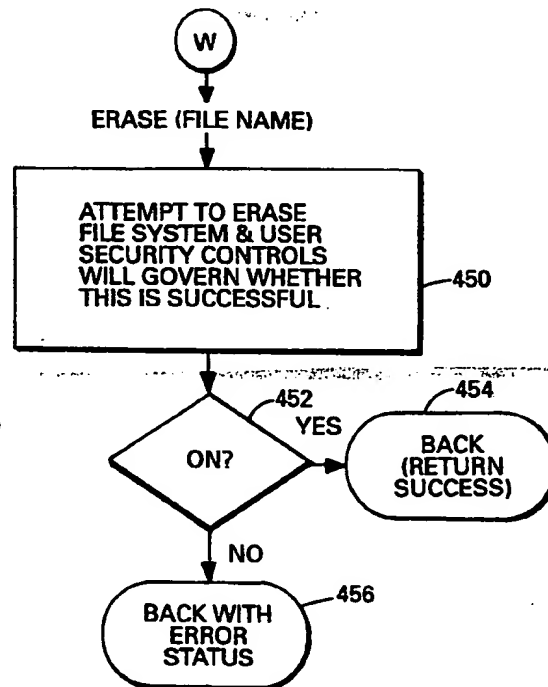 W
ERASE (FILE NAME)
ATTEMPT TO ERASE
FILE SYSTEM & USER
SECURITY CONTROLS
WILL GOVERN WHETHER
THIS IS SUCCESSFUL
450
452
ON?
YES
454
BACK
(RETURN
SUCCESS)
NO
456
BACK WITH
ERROR
STATUS